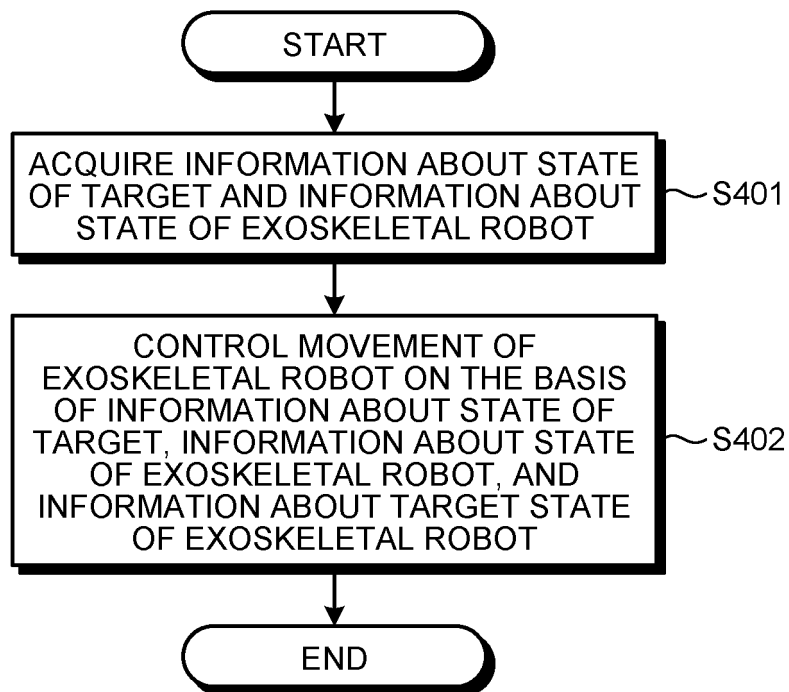 START
ACQUIRE INFORMATION ABOUT STATE
OF TARGET AND INFORMATION ABOUT
STATE OF EXOSKELETAL ROBOT
S401
CONTROL MOVEMENT OF
EXOSKELETAL ROBOT ON THE BASIS
OF INFORMATION ABOUT STATE OF
TARGET, INFORMATION ABOUT STATE
OF EXOSKELETAL ROBOT, AND
INFORMATION ABOUT TARGET STATE
OF EXOSKELETAL ROBOT
S402
END